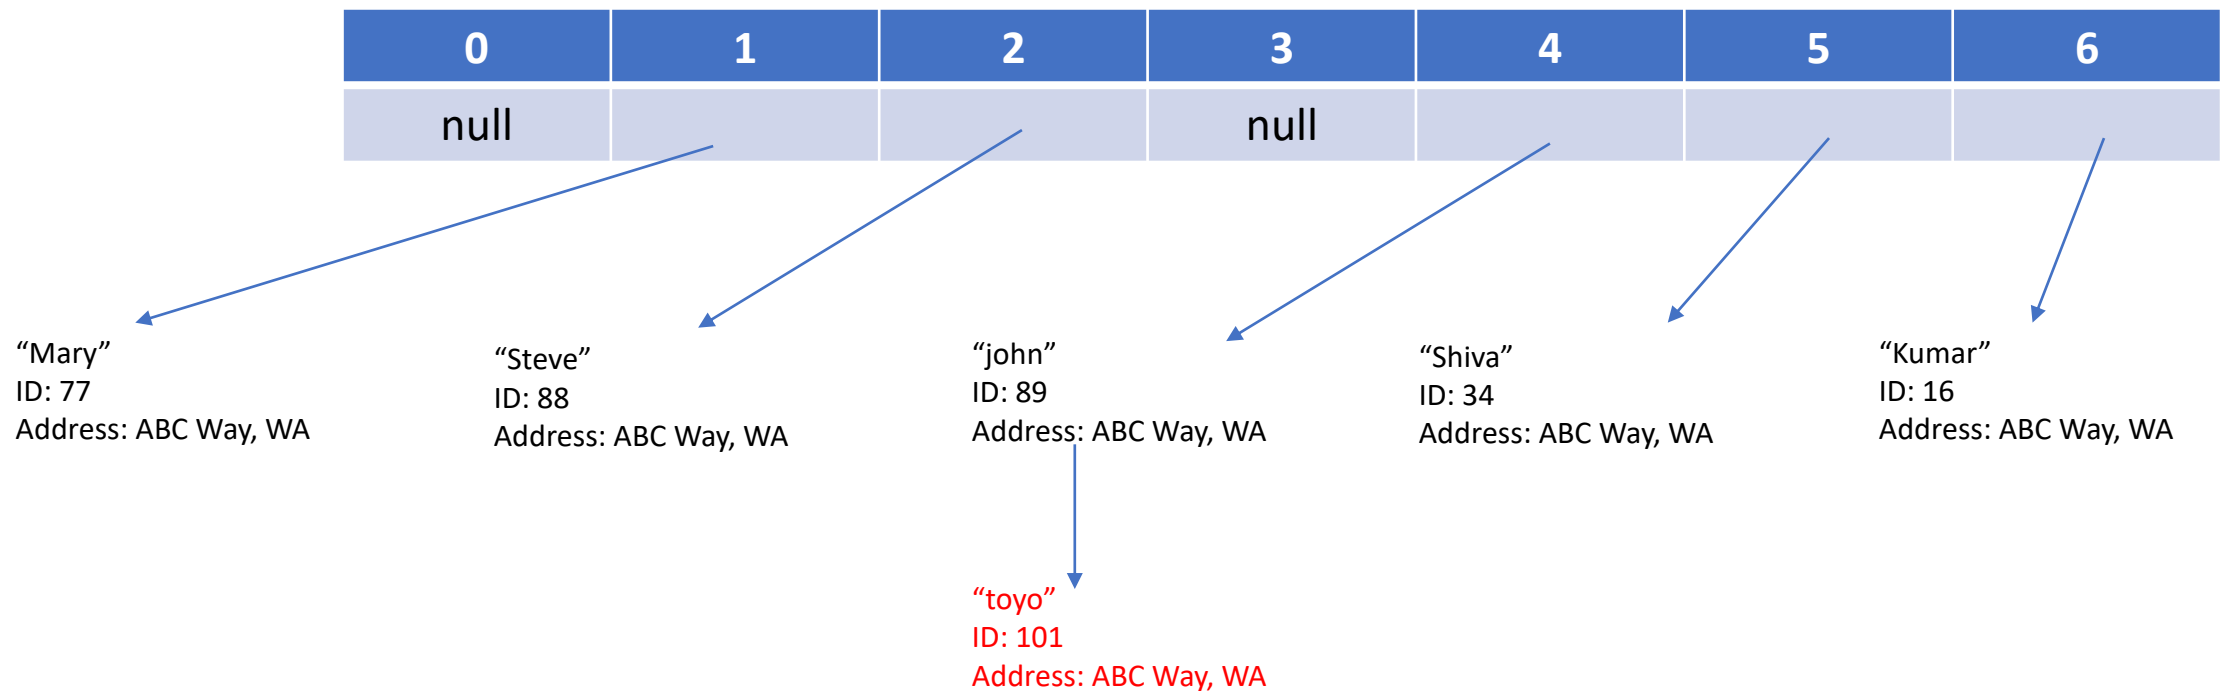 0 1 2 3 4 5 6
null null
“Mary”
ID: 77
Address: ABC Way, WA
“Steve”
ID: 88
Address: ABC Way, WA
“john”
ID: 89
Address: ABC Way, WA
“Shiva”
ID: 34
Address: ABC Way, WA
“Kumar”
ID: 16
Address: ABC Way, WA
“toyo”
ID: 101
Address: ABC Way, WA